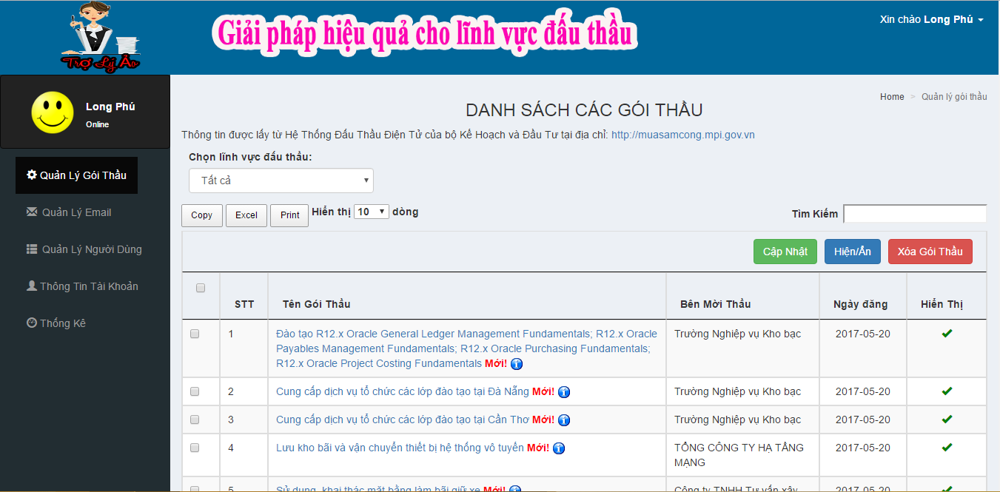 Giải pháp hiệu quả cho lĩnh vực đấu thầu
Xin chào Long Phú
Trợ Lý Ảo
Long Phú
Online
Quản Lý Gói Thầu
Quản Lý Email
Quản Lý Người Dùng
Thông Tin Tài Khoản
Thống Kê
Home > Quản lý gói thầu
DANH SÁCH CÁC GÓI THẦU
Thông tin được lấy từ Hệ Thống Đấu Thầu Điện Tử của bộ Kế Hoạch và Đầu Tư tại địa chỉ: http://muasamcong.mpi.gov.vn
Chọn lĩnh vực đấu thầu:
Tất cả
Copy Excel Print Hiển thị 10 dòng Tìm Kiếm
Cập Nhật Hiện/Ẩn Xóa Gói Thầu
STT Tên Gói Thầu Bên Mời Thầu Ngày đăng Hiển Thị
1 Đào tạo R12.x Oracle General Ledger Management Fundamentals; R12.x Oracle Trường Nghiệp vụ Kho bạc 2017-05-20
Payables Management Fundamentals; R12.x Oracle Purchasing Fundamentals;
R12.x Oracle Project Costing Fundamentals Mới!
2 Cung cấp dịch vụ tổ chức các lớp đào tạo tại Đà Nẵng Mới! Trường Nghiệp vụ Kho bạc 2017-05-20
3 Cung cấp dịch vụ tổ chức các lớp đào tạo tại Cần Thơ Mới! Trường Nghiệp vụ Kho bạc 2017-05-20
4 Lưu kho bãi và vận chuyển thiết bị hệ thống vô tuyến Mới! TỔNG CÔNG TY HẠ TẦNG 2017-05-20
MẠNG
5 Sử dụng, khai thác mặt bằng làm bãi giữ xe Mới! Công ty TNHH Tư vấn xây 2017-05-20